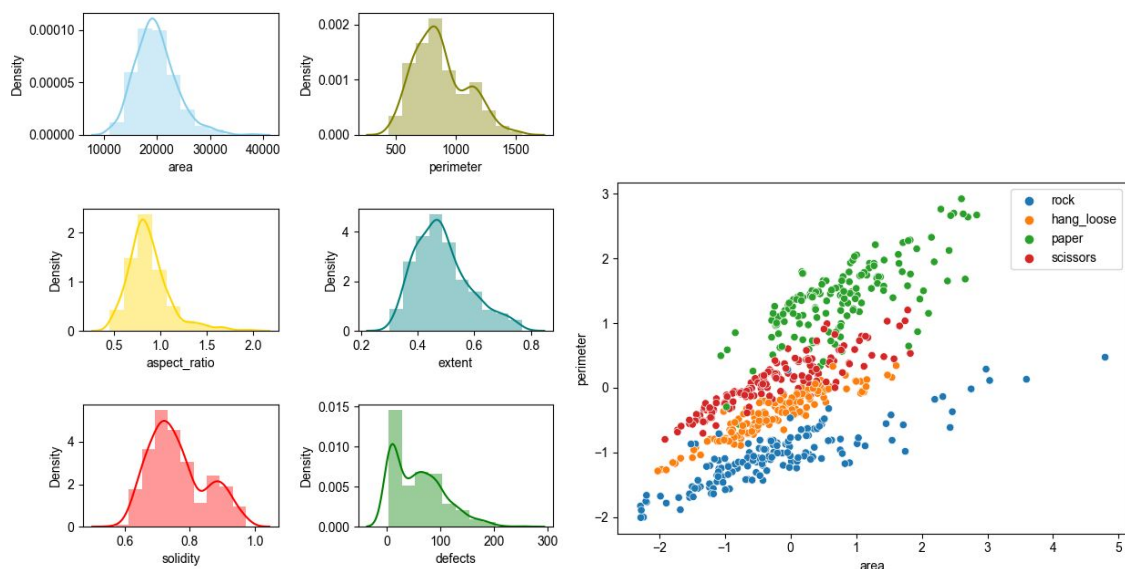 0.00010
0.00005
0.00000
Density
10000 20000 30000 40000
area
0.002
0.001
0.000
Density
500 1000 1500
perimeter
2
1
0
Density
0.5 1.0 1.5 2.0
aspect_ratio
4
2
0
Density
0.2 0.4 0.6 0.8
extent
4
2
0
Density
0.6 0.8 1.0
solidity
0.015
0.010
0.005
0.000
Density
0 100 200 300
defects
3
2
1
0
−1
−2
perimeter
rock
hang_loose
paper
scissors
−2 −1 0 1 2 3 4 5
area